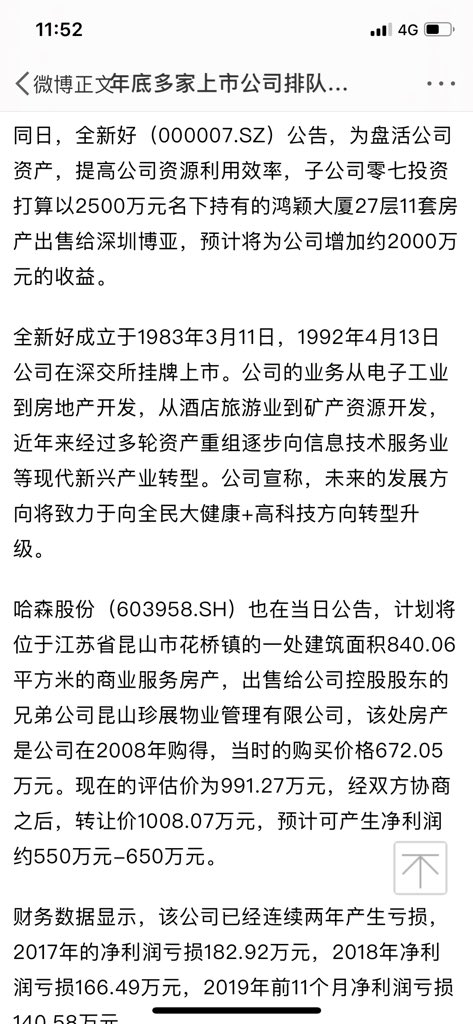 11:52
4G
微博正文
年底多家上市公司排队...
同日，全新好（000007.SZ）公告，为盘活公司
资产，提高公司资源利用效率，子公司零七投资
打算以2500万元名下持有的鸿颖大厦27层11套房
产出售给深圳博亚，预计将为公司增加约2000万
元的收益。
全新好成立于1983年3月11日，1992年4月13日
公司在深交所挂牌上市。公司的业务从电子工业
到房地产开发，从酒店旅游业到矿产资源开发，
近年来经过多轮资产重组逐步向信息技术服务业
等现代新兴产业转型。公司宣称，未来的发展方
向将致力于向全民大健康+高科技方向转型升
级。
哈森股份（603958.SH）也在当日公告，计划将
位于江苏省昆山市花桥镇的一处建筑面积840.06
平方米的商业服务房产，出售给公司控股股东的
兄弟公司昆山珍展物业管理有限公司，该处房产
是公司在2008年购得，当时的购买价格672.05
万元。现在的评估价为991.27万元，经双方协商
之后，转让价1008.07万元，预计可产生净利润
约550万元-650万元。
财务数据显示，该公司已经连续两年产生亏损，
2017年的净利润亏损182.92万元，2018年净利
润亏损166.49万元，2019年前11个月净利润亏损
140.58万元